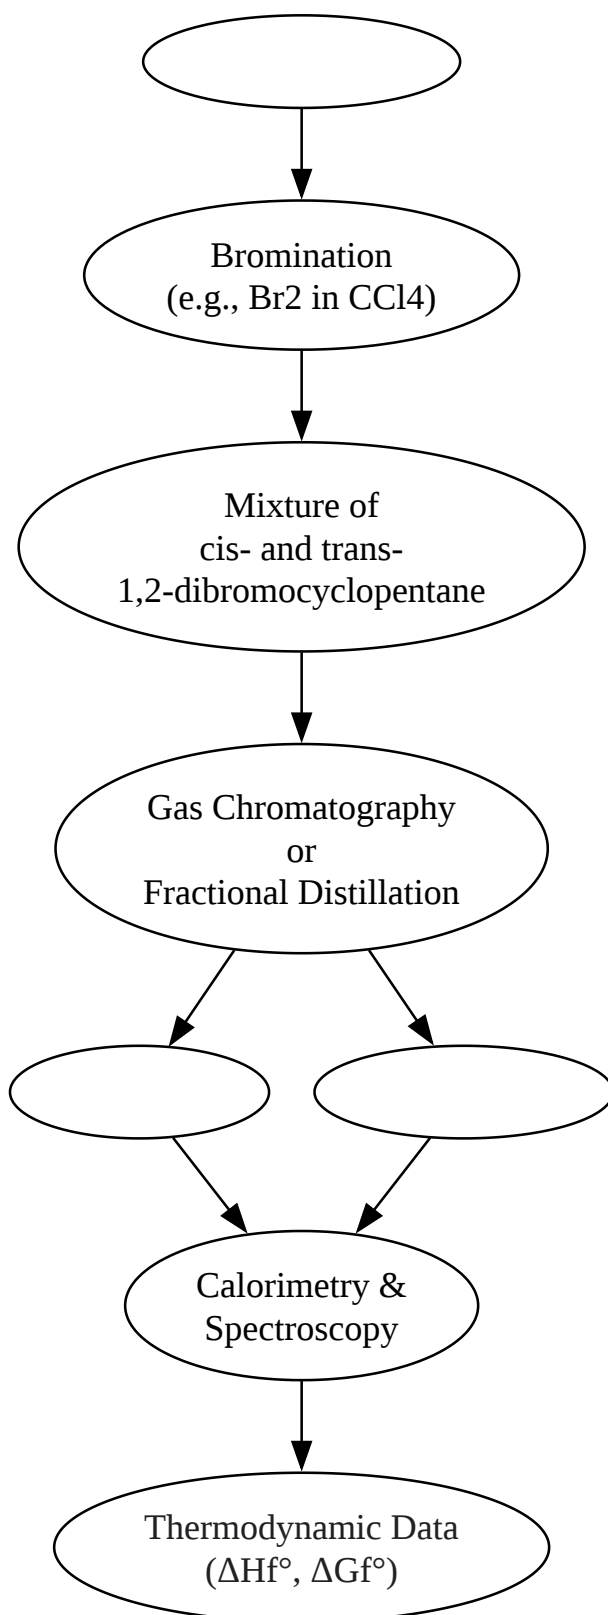 Bromination
(e.g., Br2 in CCl4)
Mixture of
cis- and trans-
1,2-dibromocyclopentane
Gas Chromatography
or
Fractional Distillation
Calorimetry &
Spectroscopy
Thermodynamic Data
(ΔHf°, ΔGf°)